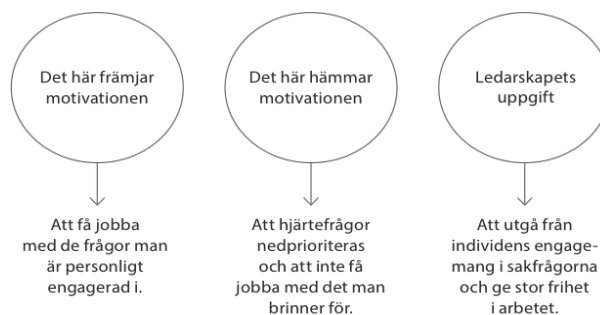 Det här främjar
motivationen
Det här hämmar
motivationen
Ledarskapets
uppgift
Att få jobba
med de frågor man
är personligt
engagerad i.
Att hjärtefrågor
nedprioriteras
och att inte få
jobba med det man
brinner för.
Att utgå från
individens engage-
mang i sakfrågorna
och ge stor frihet
i arbetet.